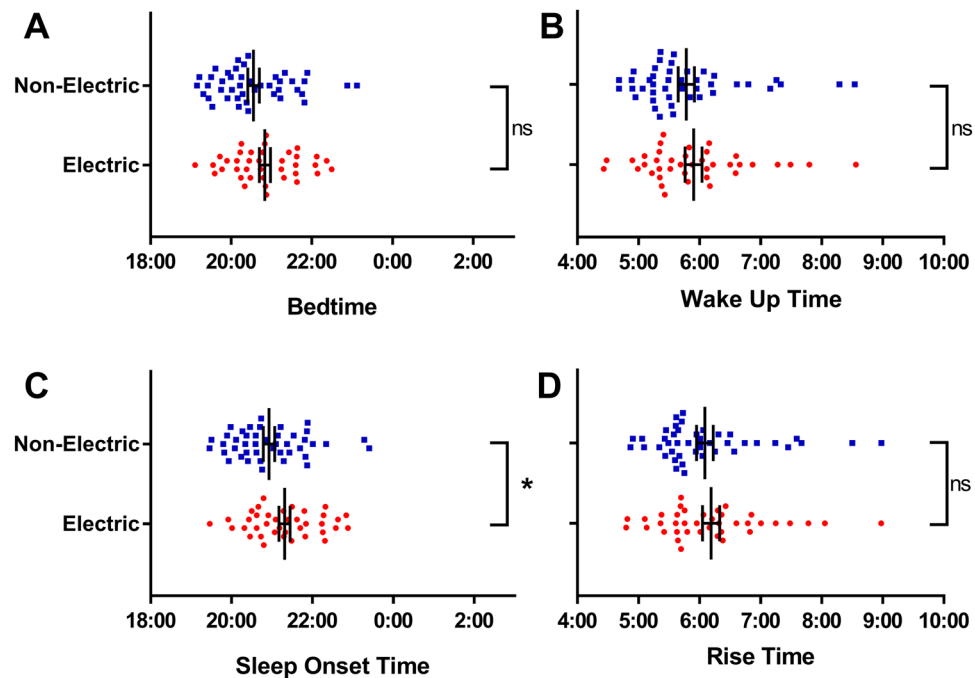 A
Non-Electric
Electric
ns
18:00 20:00 22:00 0:00 2:00
Bedtime
B
ns
4:00 5:00 6:00 7:00 8:00 9:00 10:00
Wake Up Time
C
Non-Electric
Electric
*
18:00 20:00 22:00 0:00 2:00
Sleep Onset Time
D
ns
4:00 5:00 6:00 7:00 8:00 9:00 10:00
Rise Time